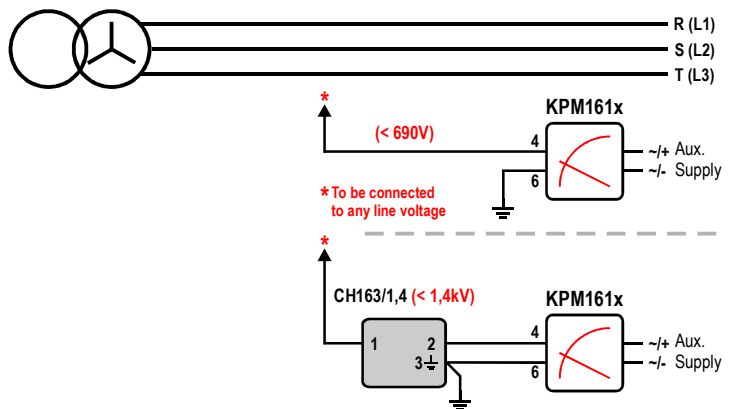 R (L1)
S (L2)
T (L3)
*
KPM161x
(< 690V)
4
~/+ Aux.
6
~/- Supply
* To be connected
to any line voltage
*
CH163/1,4 (< 1,4kV)
KPM161x
1
2
4
~/+ Aux.
3
6
~/- Supply